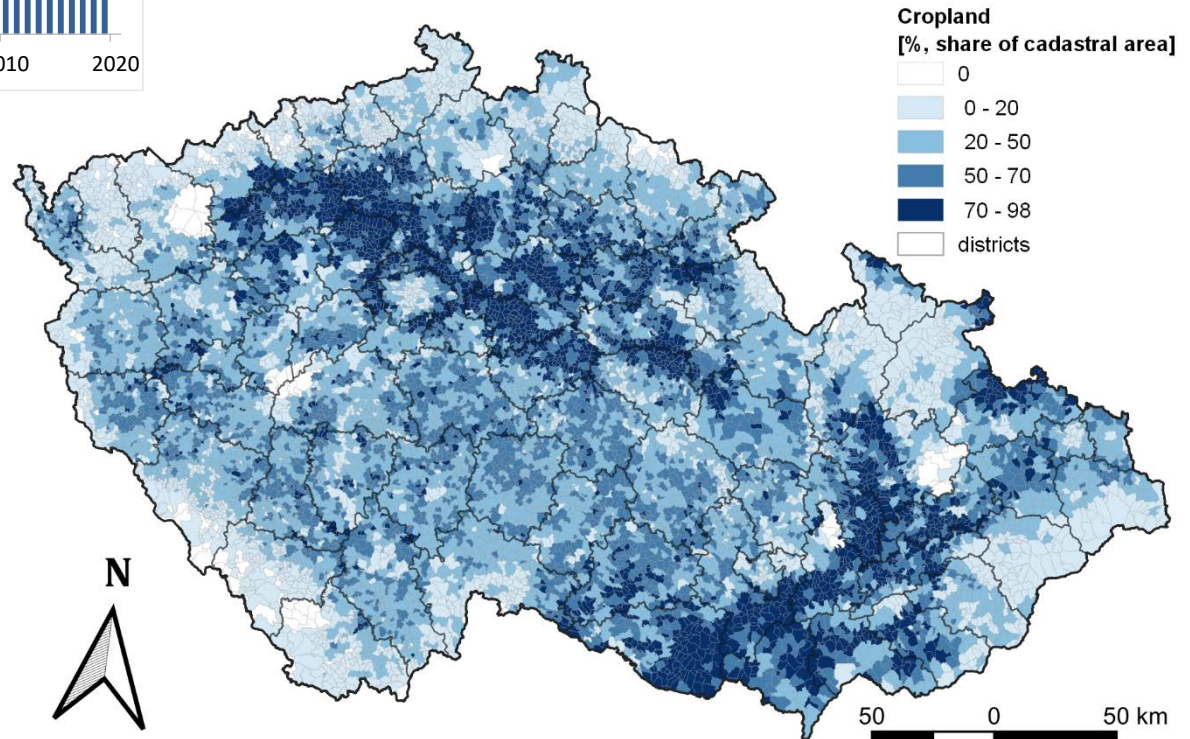 010 2020
Cropland
[%, share of cadastral area]
0
0 - 20
20 - 50
50 - 70
70 - 98
districts
N
50 0 50 km